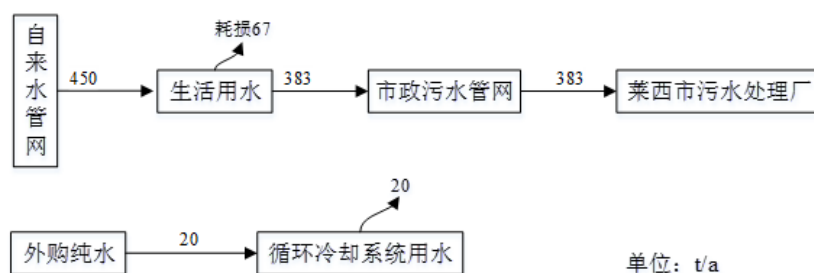 耗损67
自来水管网
450
生活用水
383
市政污水管网
383
莱西市污水处理厂
20
外购纯水
20
循环冷却系统用水
单位：t/a